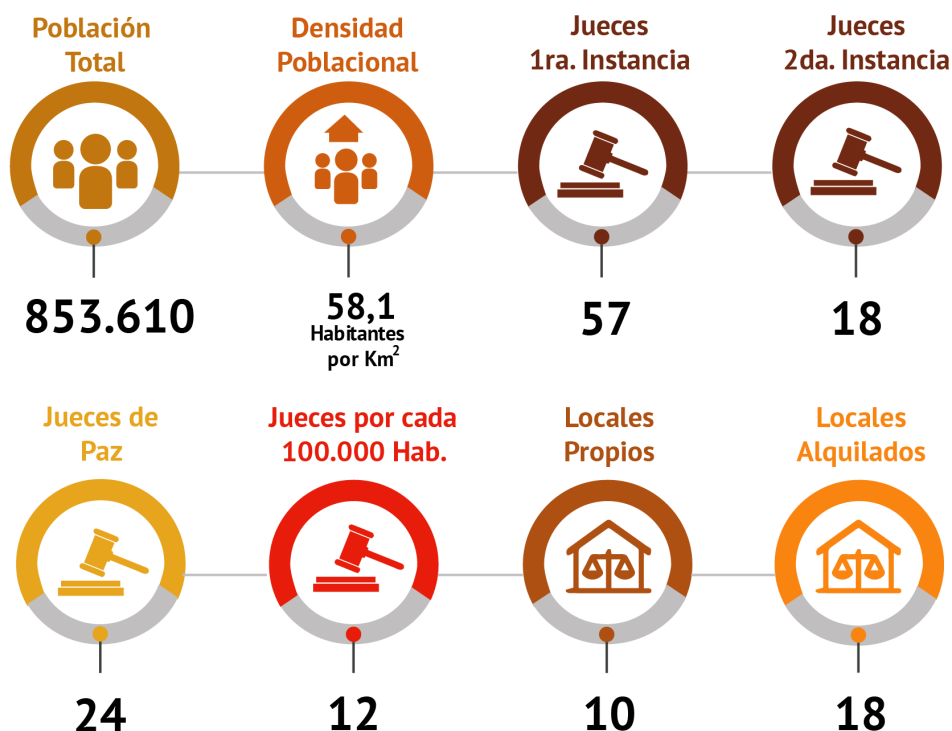 Población
Total
853.610
Densidad
Poblacional
58,1
Habitantes
por Km²
Jueces
1ra. Instancia
57
Jueces
2da. Instancia
18
Jueces de
Paz
24
Jueces por cada
100.000 Hab.
12
Locales
Propios
10
Locales
Alquilados
18